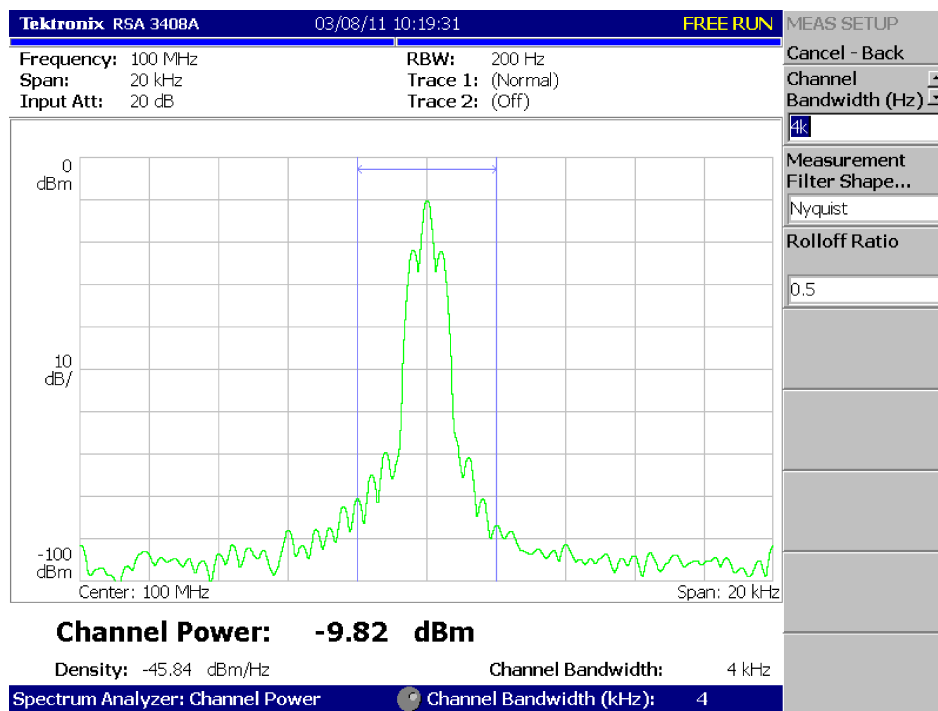 Tektronix RSA 3408A 03/08/11 10:19:31 FREE RUN
Frequency: 100 MHz RBW: 200 Hz
Span: 20 kHz Trace 1: (Normal)
Input Att: 20 dB Trace 2: (Off)
0
dBm
10
dB/
-100
dBm
Center: 100 MHz Span: 20 kHz
Channel Power: -9.82 dBm
Density: -45.84 dBm/Hz Channel Bandwidth: 4 kHz
Spectrum Analyzer: Channel Power Channel Bandwidth (kHz): 4
MEAS SETUP
Cancel - Back
Channel
Bandwidth (Hz)
4k
Measurement
Filter Shape...
Nyquist
Rolloff Ratio
0.5